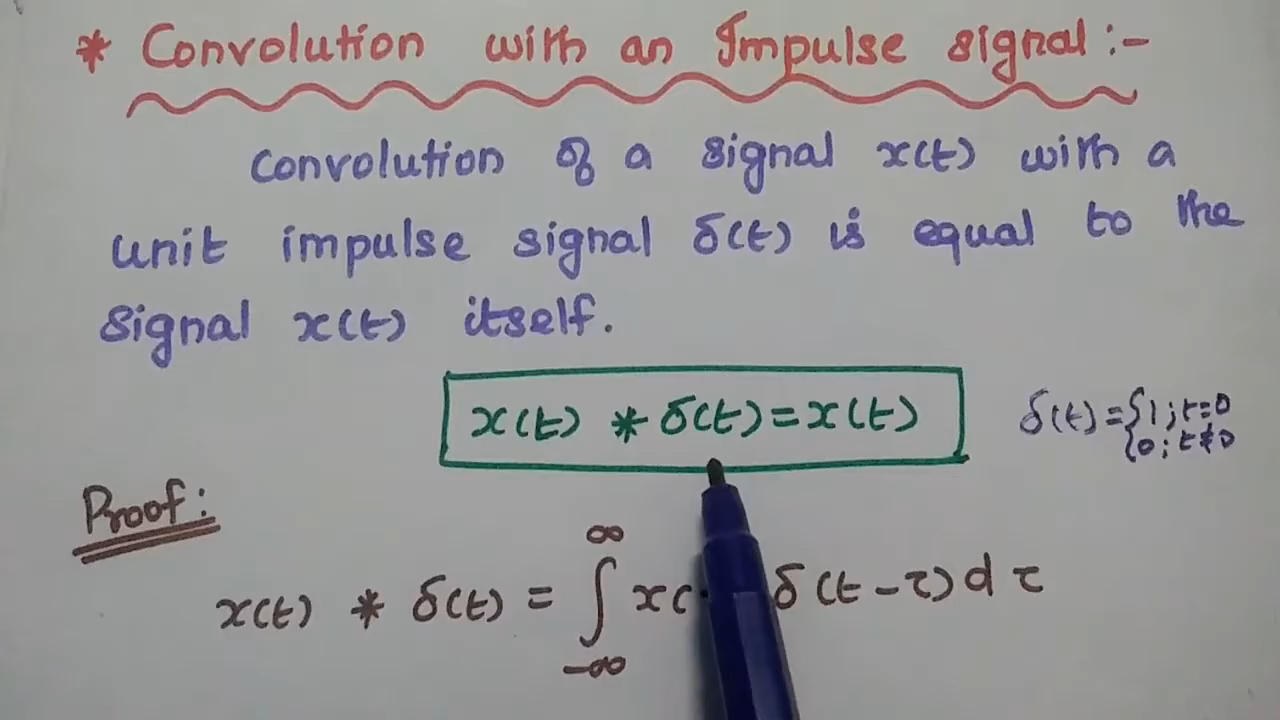 * Convolution with an Impulse signal :-
Convolution of a signal x(t) with a
unit impulse signal δ(t) is equal to the
signal x(t) itself.
x(t) * δ(t) = x(t)
δ(t) = {1 ; t=0
{0 ; t≠0
Proof :
x(t) * δ(t) = ∫_{-∞}^{∞} x( δ(t-τ) dτ